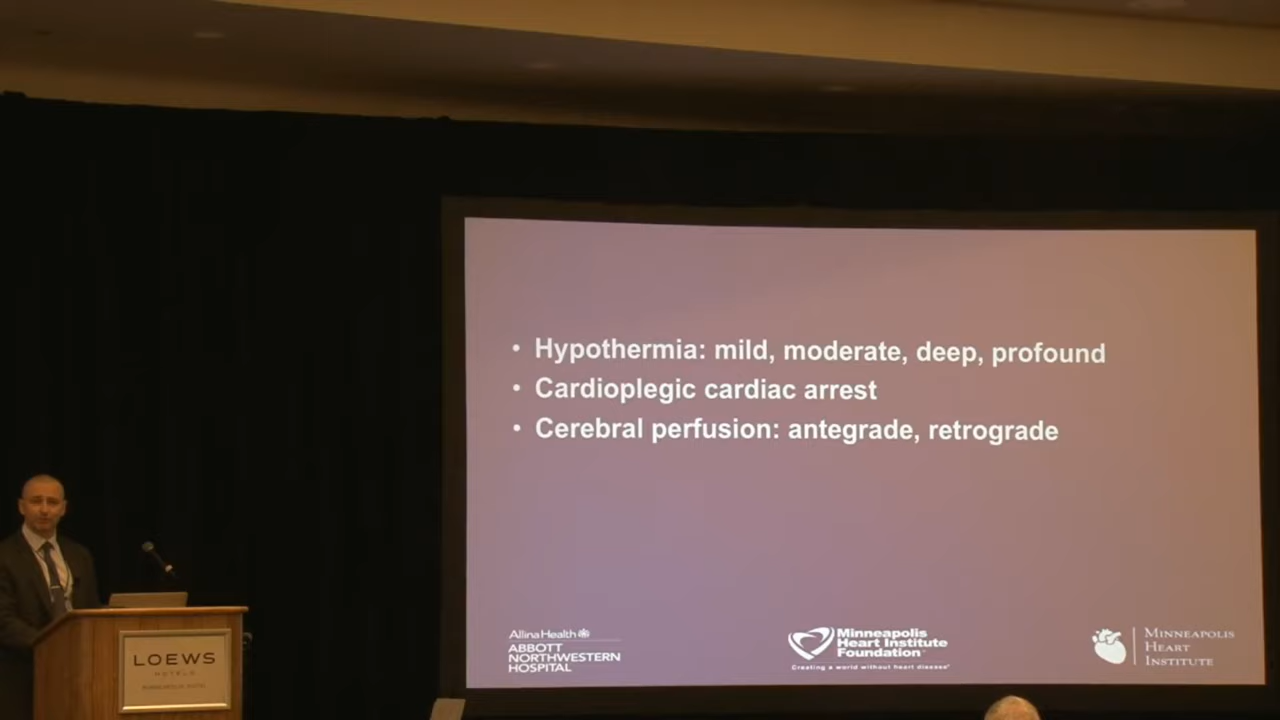 • Hypothermia: mild, moderate, deep, profound
• Cardioplegic cardiac arrest
• Cerebral perfusion: antegrade, retrograde
Allina Health
ABBOTT
NORTHWESTERN
HOSPITAL
Minneapolis
Heart Institute
Foundation
Creating a world without heart disease
MINNEAPOLIS
HEART
INSTITUTE
LOEWS
HOTELS